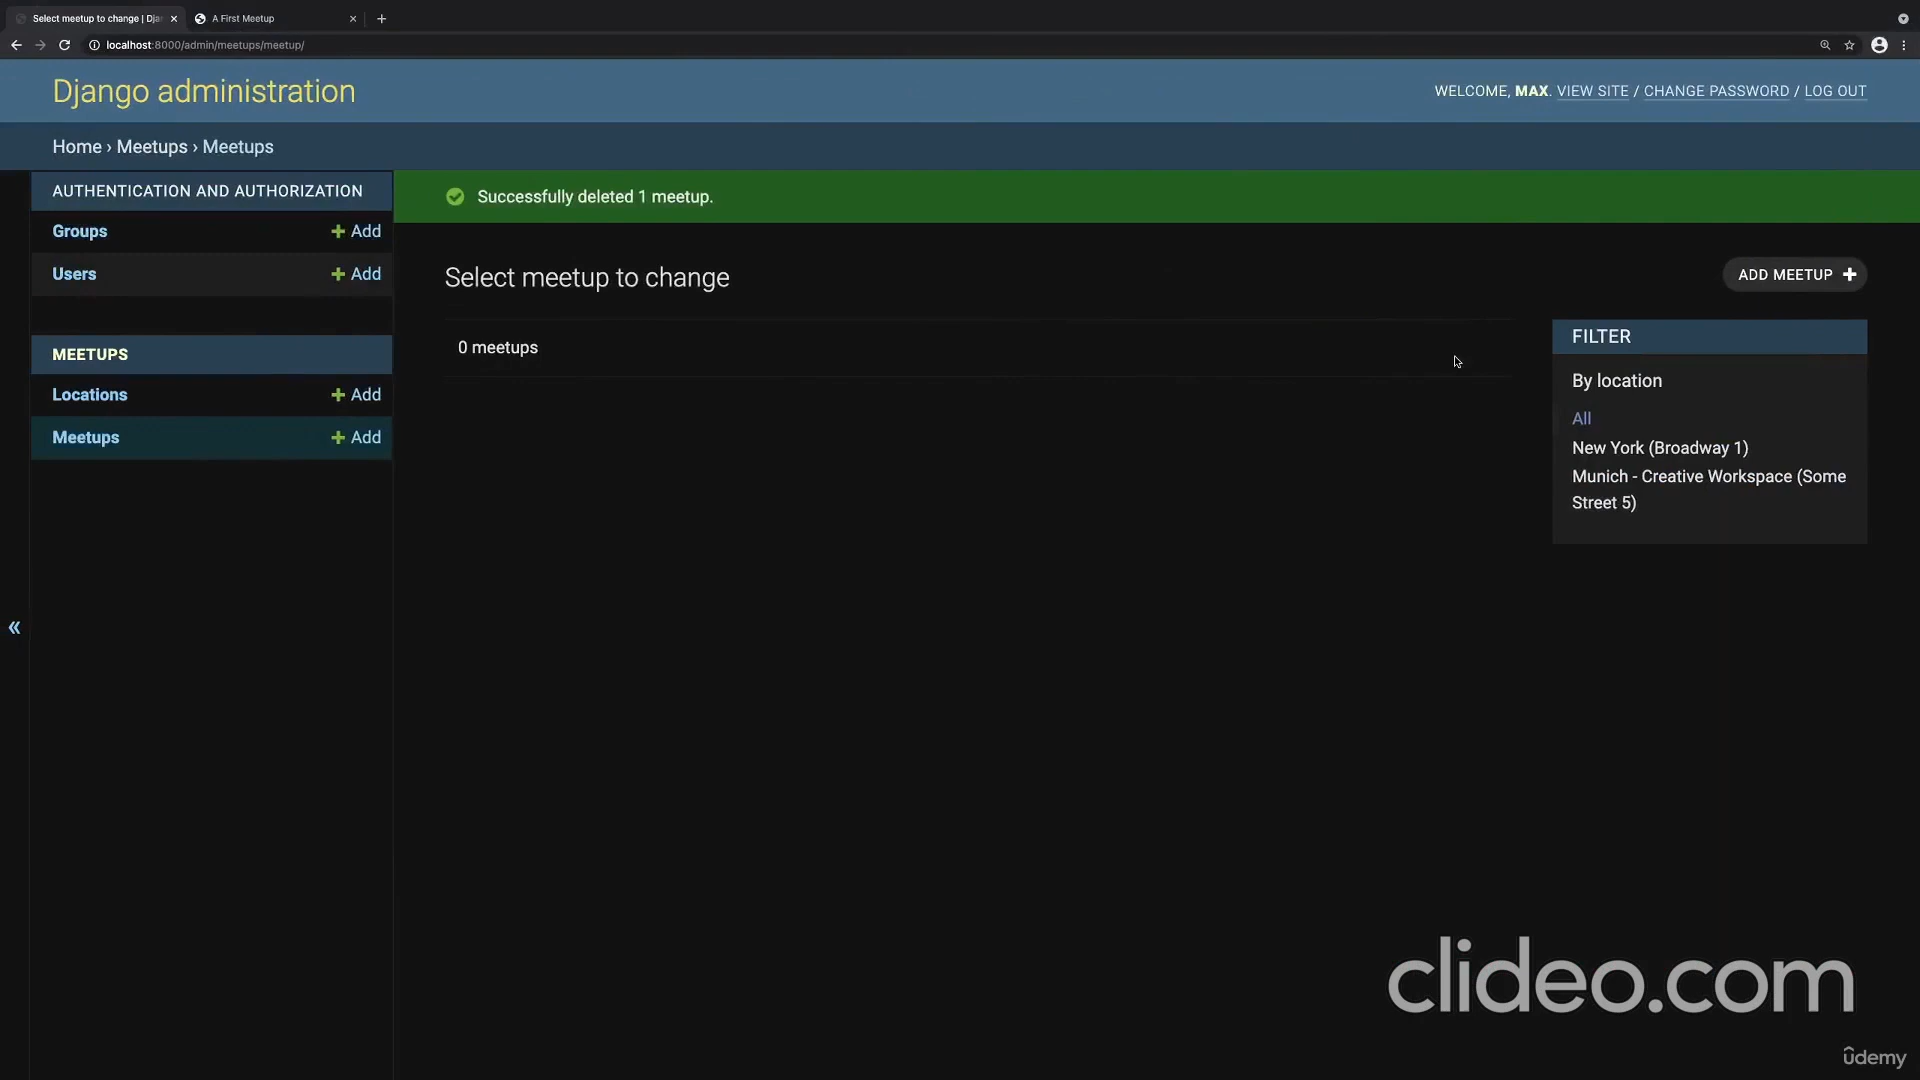 Select meetup to change | Dja
A First Meetup
localhost:8000/admin/meetups/meetup/
Django administration
WELCOME, MAX. VIEW SITE / CHANGE PASSWORD / LOG OUT
Home › Meetups › Meetups
AUTHENTICATION AND AUTHORIZATION
Groups + Add
Users + Add
MEETUPS
Locations + Add
Meetups + Add
«
Successfully deleted 1 meetup.
Select meetup to change
ADD MEETUP +
0 meetups
FILTER
By location
All
New York (Broadway 1)
Munich - Creative Workspace (Some
Street 5)
clideo.com
udemy